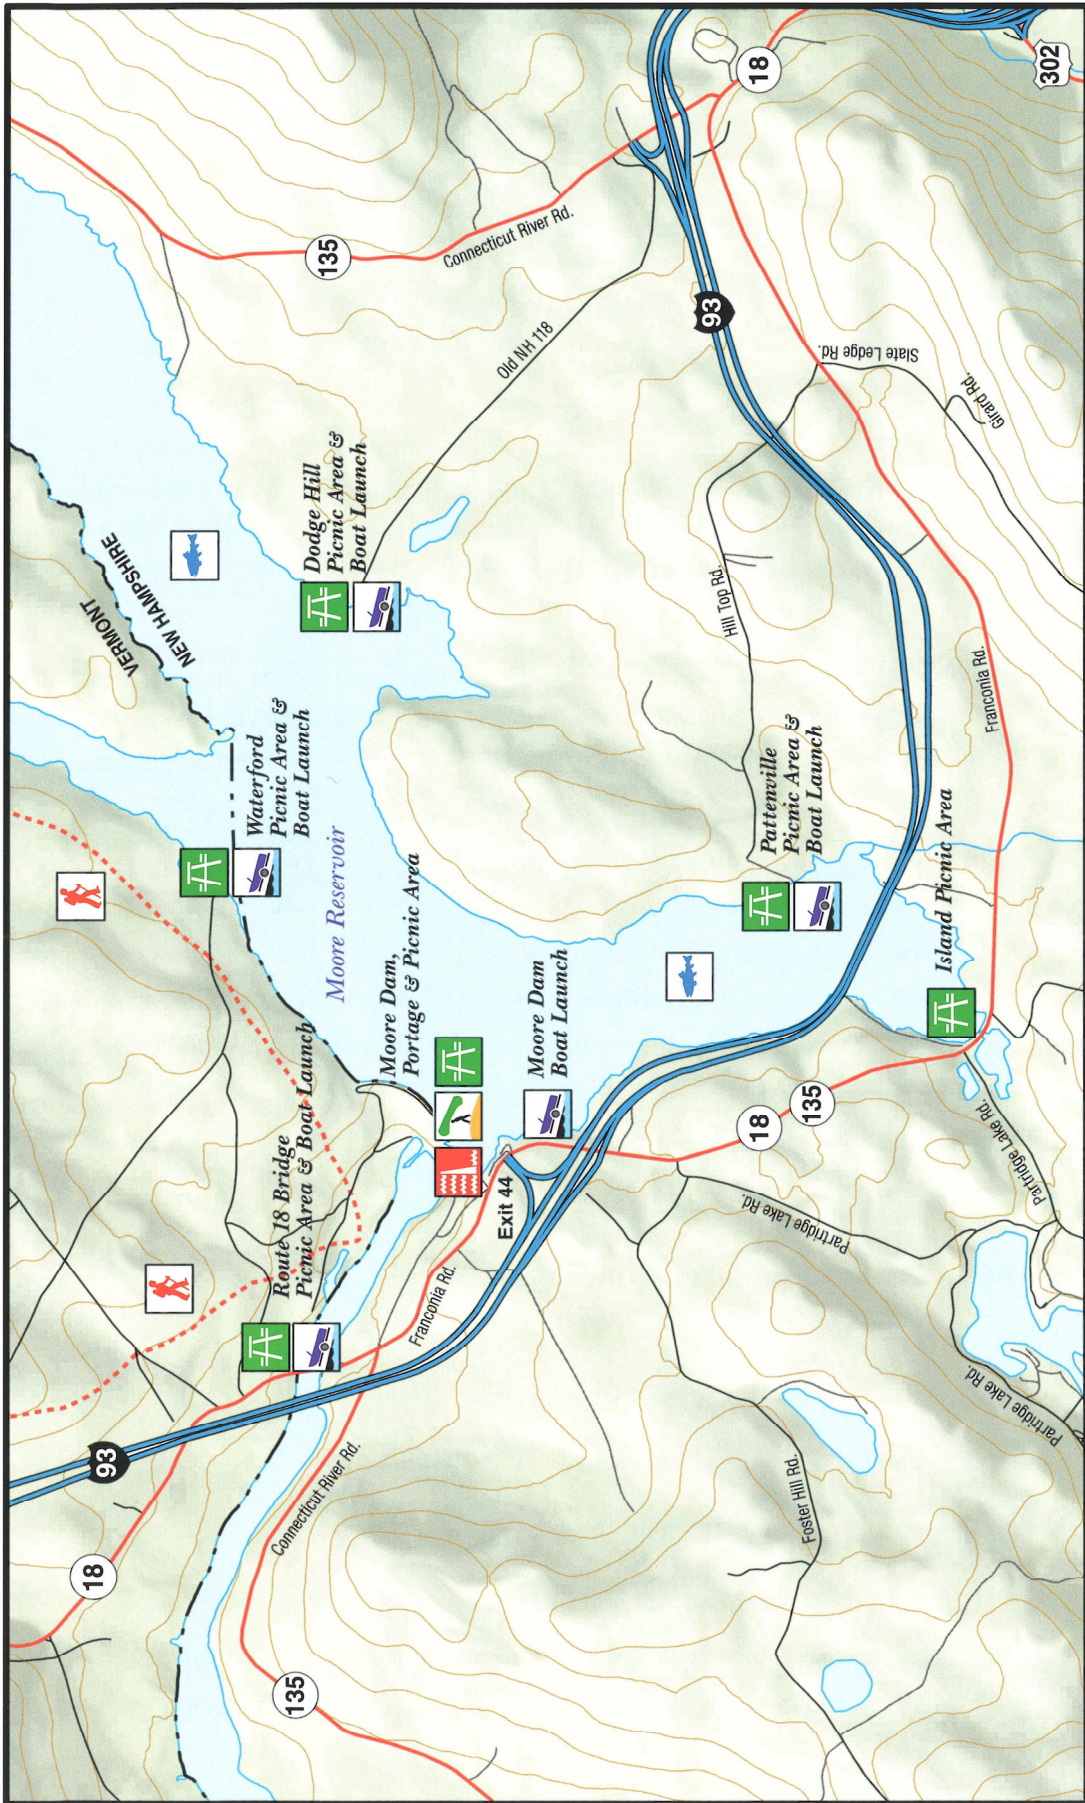 VERMONT
NEW HAMPSHIRE
93
18
135
Connecticut River Rd.
Route 18 Bridge
Picnic Area & Boat Launch
Waterford
Picnic Area &
Boat Launch
Moore Reservoir
Dodge Hill
Picnic Area &
Boat Launch
135
Connecticut River Rd.
Moore Dam,
Portage & Picnic Area
Franconia Rd.
Exit 44
Moore Dam
Boat Launch
Old NH 118
Hill Top Rd.
93
18
302
Slate Ledge Rd.
Girard Rd.
Pattenville
Picnic Area &
Boat Launch
18
135
Partridge Lake Rd.
Foster Hill Rd.
Island Picnic Area
Franconia Rd.
Partridge Lake Rd.
Partridge Lake Rd.